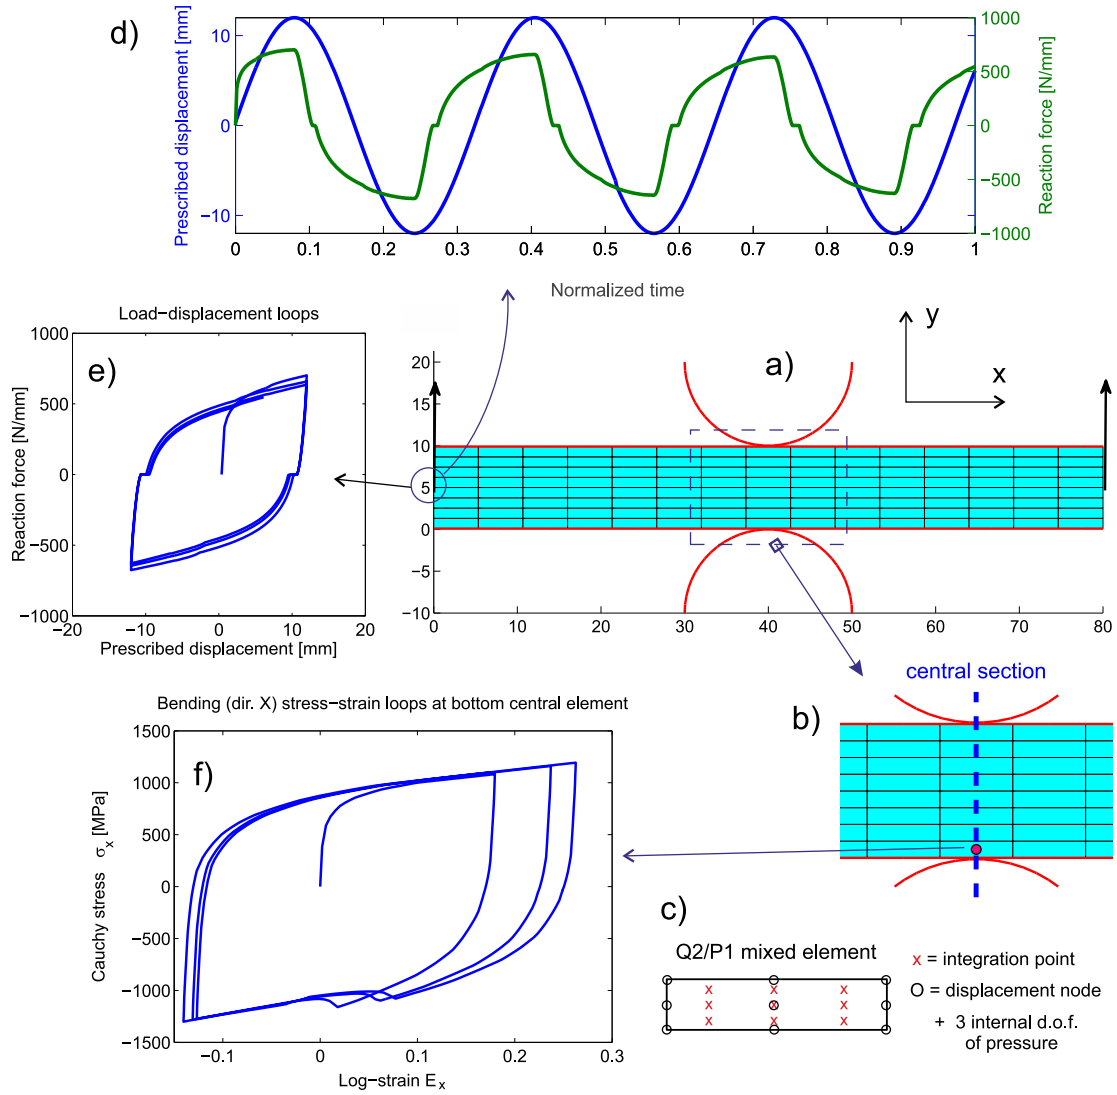 d)
Prescribed displacement [mm]
10
0
−10
1000
500
0
−500
−1000
Reaction force [N/mm]
0 0.1 0.2 0.3 0.4 0.5 0.6 0.7 0.8 0.9 1
Normalized time
Load−displacement loops
e)
Reaction force [N/mm]
1000
500
0
−500
−1000
−20 −10 0 10 20
Prescribed displacement [mm]
a)
y
x
20
15
10
5
0
−5
−10
0 10 20 30 40 50 60 70 80
central section
b)
Bending (dir. X) stress−strain loops at bottom central element
f)
Cauchy stress σx [MPa]
1500
1000
500
0
−500
−1000
−1500
−0.1 0 0.1 0.2 0.3
Log−strain Ex
c)
Q2/P1 mixed element
x x x
x x x
x x x
x = integration point
O = displacement node
+ 3 internal d.o.f.
of pressure